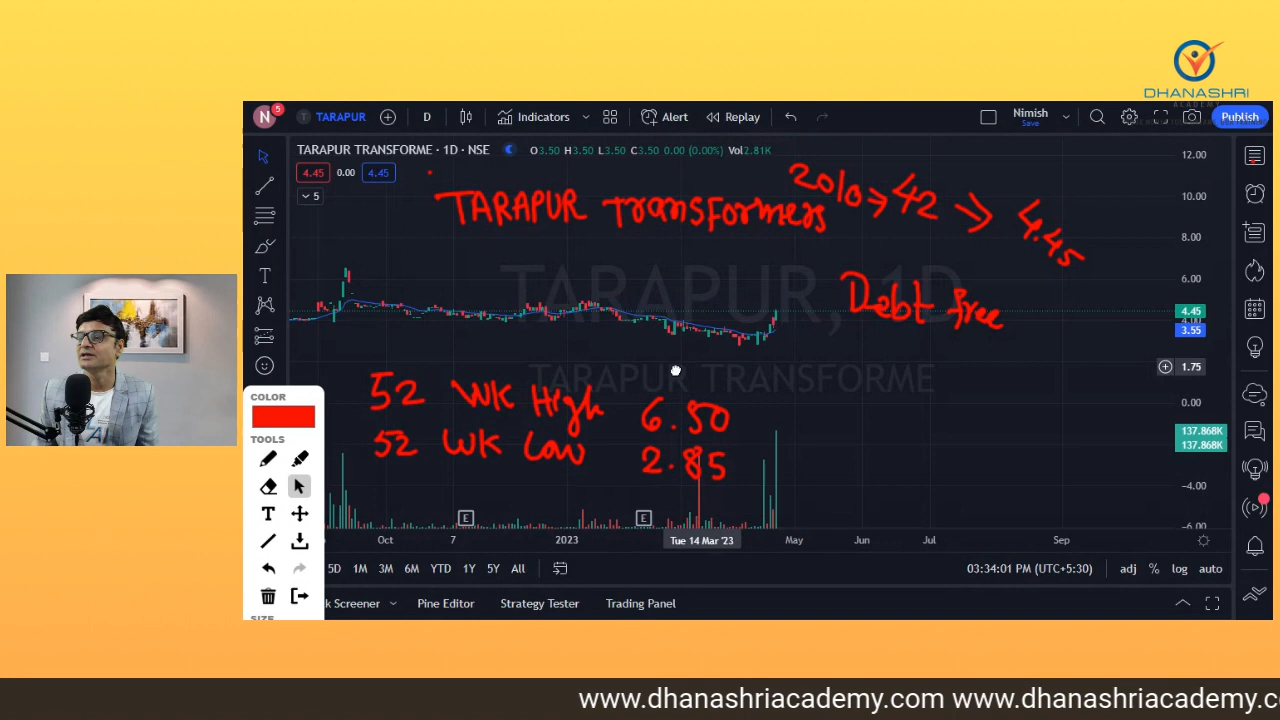 DHANASHRI
ACADEMY
N 5 TARAPUR D Indicators Alert Replay Nimish Save Publish
TARAPUR TRANSFORME · 1D · NSE O3.50 H3.50 L3.50 C3.50 0.00 (0.00%) Vol2.81K
4.45 0.00 4.45
5
TARAPUR Transformers 2010 → 42 ⇒ 4.45
Debt free
TARAPUR, 1D
TARAPUR TRANSFORME
52 WK High 6.50
52 WK Low 2.85
12.00
10.00
8.00
6.00
4.45
4.00
3.55
1.75
0.00
137.868K
137.868K
−4.00
−6.00
E E
Oct 7 2023 Tue 14 Mar '23 May Jun Jul Sep
5D 1M 3M 6M YTD 1Y 5Y All 03:34:01 PM (UTC+5:30) adj % log auto
k Screener Pine Editor Strategy Tester Trading Panel
COLOR
TOOLS
T
SIZE
www.dhanashriacademy.com www.dhanashriacademy.c